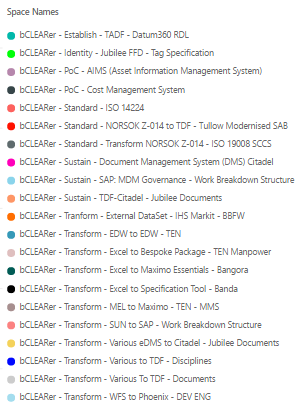 Space Names
bCLEARer - Establish - TADF - Datum360 RDL
bCLEARer - Identity - Jubilee FFD - Tag Specification
bCLEARer - PoC - AIMS (Asset Information Management System)
bCLEARer - PoC - Cost Management System
bCLEARer - Standard - ISO 14224
bCLEARer - Standard - NORSOK Z-014 to TDF - Tullow Modernised SAB
bCLEARer - Standard - Transform NORSOK Z-014 - ISO 19008 SCCS
bCLEARer - Sustain - Document Management System (DMS) Citadel
bCLEARer - Sustain - SAP: MDM Governance - Work Breakdown Structure
bCLEARer - Sustain - TDF-Citadel - Jubilee Documents
bCLEARer - Tranform - External DataSet - IHS Markit - BBFW
bCLEARer - Transform - EDW to EDW - TEN
bCLEARer - Transform - Excel to Bespoke Package - TEN Manpower
bCLEARer - Transform - Excel to Maximo Essentials - Bangora
bCLEARer - Transform - Excel to Specification Tool - Banda
bCLEARer - Transform - MEL to Maximo - TEN - MMS
bCLEARer - Transform - SUN to SAP - Work Breakdown Structure
bCLEARer - Transform - Various eDMS to Citadel - Jubilee Documents
bCLEARer - Transform - Various to TDF - Disciplines
bCLEARer - Transform - Various To TDF - Documents
bCLEARer - Transform - WFS to Phoenix - DEV ENG